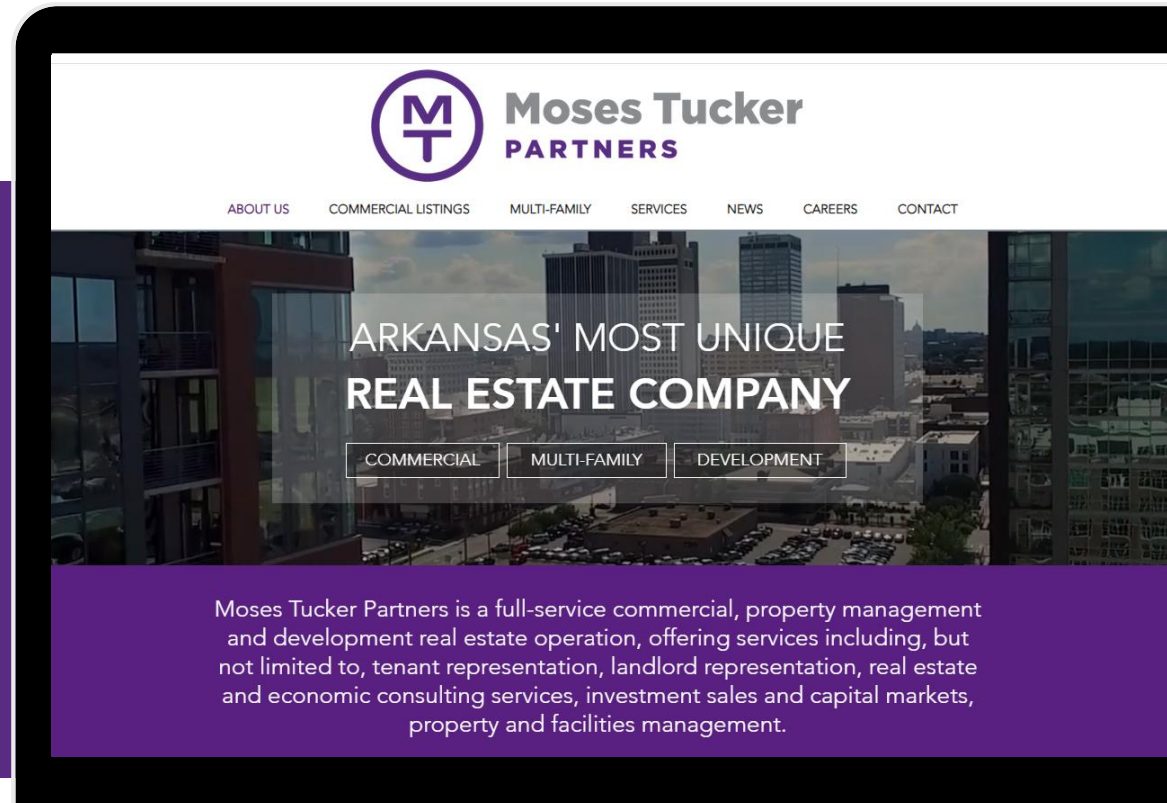 MT
Moses Tucker
PARTNERS
ABOUT US COMMERCIAL LISTINGS MULTI-FAMILY SERVICES NEWS CAREERS CONTACT
ARKANSAS' MOST UNIQUE
REAL ESTATE COMPANY
COMMERCIAL MULTI-FAMILY DEVELOPMENT
Moses Tucker Partners is a full-service commercial, property management
and development real estate operation, offering services including, but
not limited to, tenant representation, landlord representation, real estate
and economic consulting services, investment sales and capital markets,
property and facilities management.